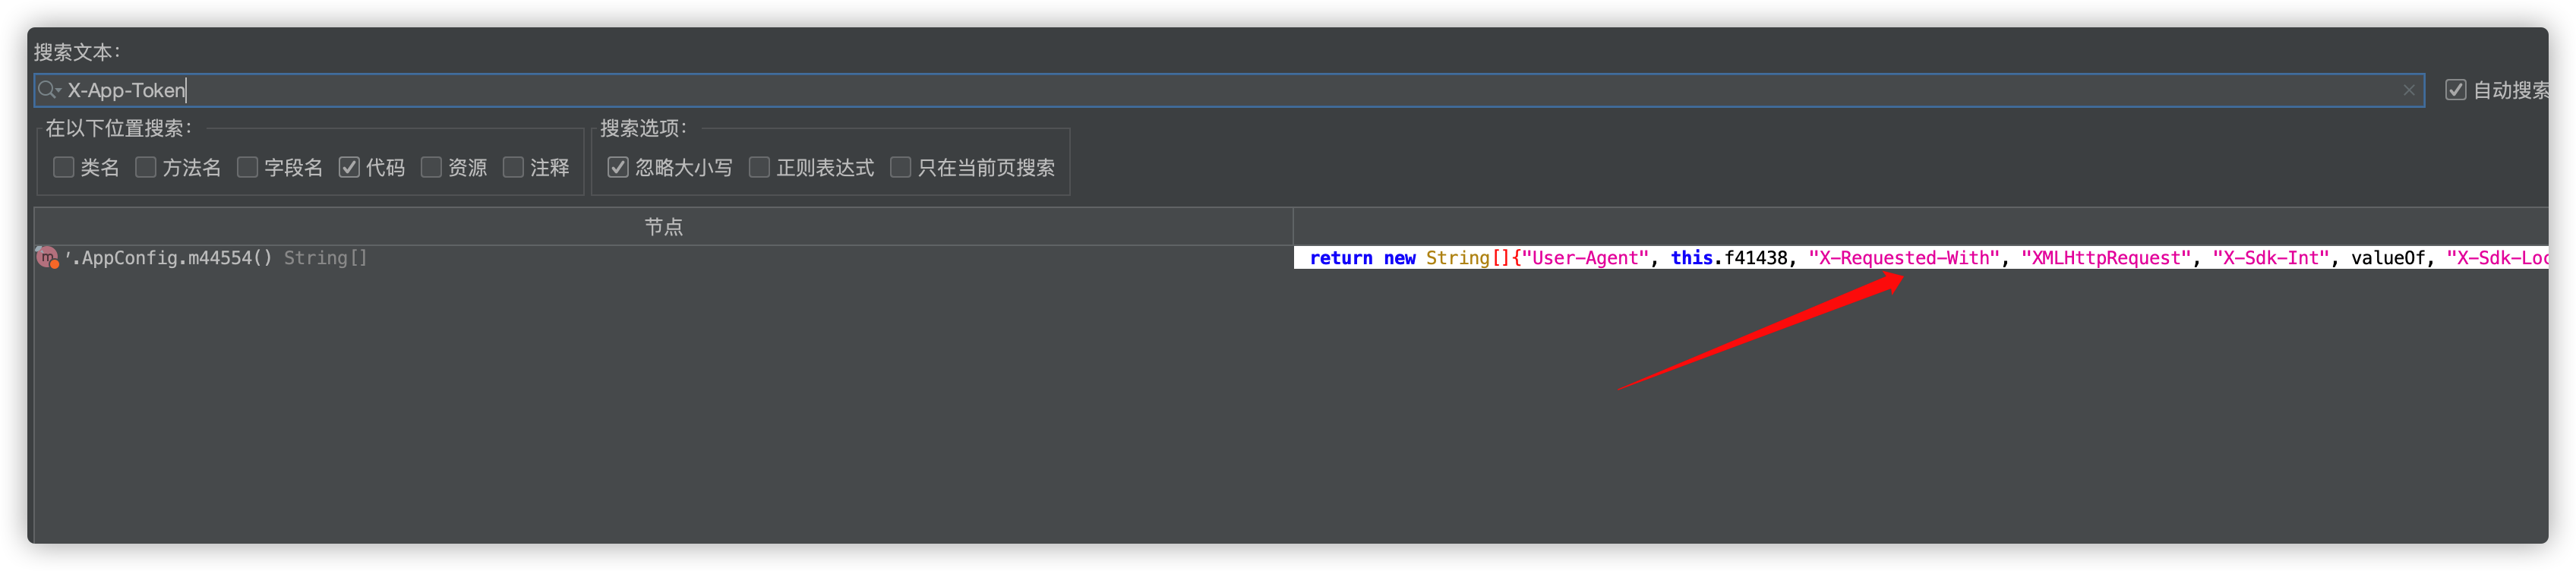 搜索文本：
X-App-Token
自动搜索
在以下位置搜索：
类名 方法名 字段名 代码 资源 注释
搜索选项：
忽略大小写 正则表达式 只在当前页搜索
节点
m '.AppConfig.m44554() String[]
return new String[]{"User-Agent", this.f41438, "X-Requested-With", "XMLHttpRequest", "X-Sdk-Int", valueOf, "X-Sdk-Loc